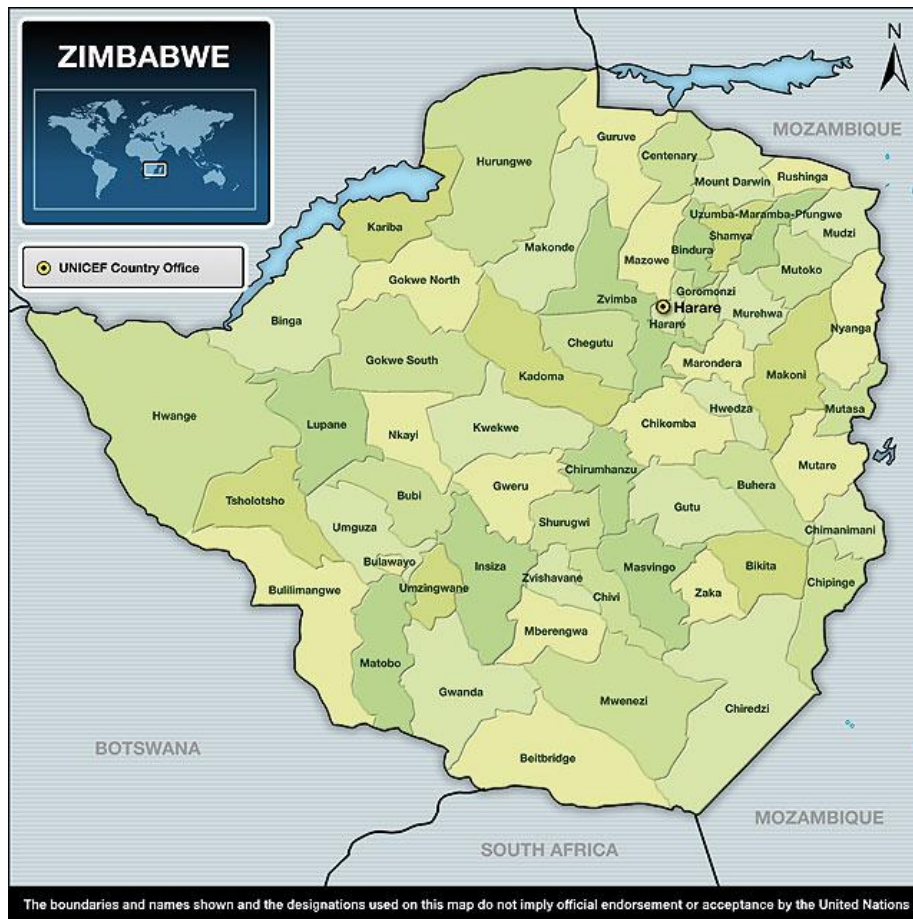 ZIMBABWE
N
MOZAMBIQUE
UNICEF Country Office
Guruve
Hurungwe
Centenary
Mount Darwin
Rushinga
Kariba
Uzumba-Maramba-Pfungwe
Shamva
Mudzi
Makonde
Mazowe
Bindura
Mutoko
Gokwe North
Zvimba
Goromonzi
Harare
Murehwa
Binga
Harare
Nyanga
Chegutu
Gokwe South
Marondera
Kadoma
Makoni
Hwange
Hwedza
Mutasa
Lupane
Nkayi
Kwekwe
Chikomba
Mutare
Chirumhanzu
Tsholotsho
Bubi
Gweru
Buhera
Gutu
Umguza
Shurugwi
Chimanimani
Bulawayo
Insiza
Masvingo
Bikita
Zvishavane
Chipinge
Bulilimangwe
Umzingwane
Chivi
Zaka
Mberengwa
Matobo
Gwanda
Mwenezi
Chiredzi
BOTSWANA
Beitbridge
MOZAMBIQUE
SOUTH AFRICA
The boundaries and names shown and the designations used on this map do not imply official endorsement or acceptance by the United Nations